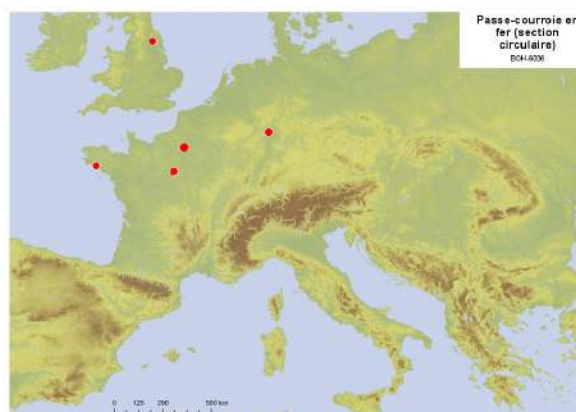 Passe-courroie en
fer (section
circulaire)
BOH-6006
0 125 250 500 km